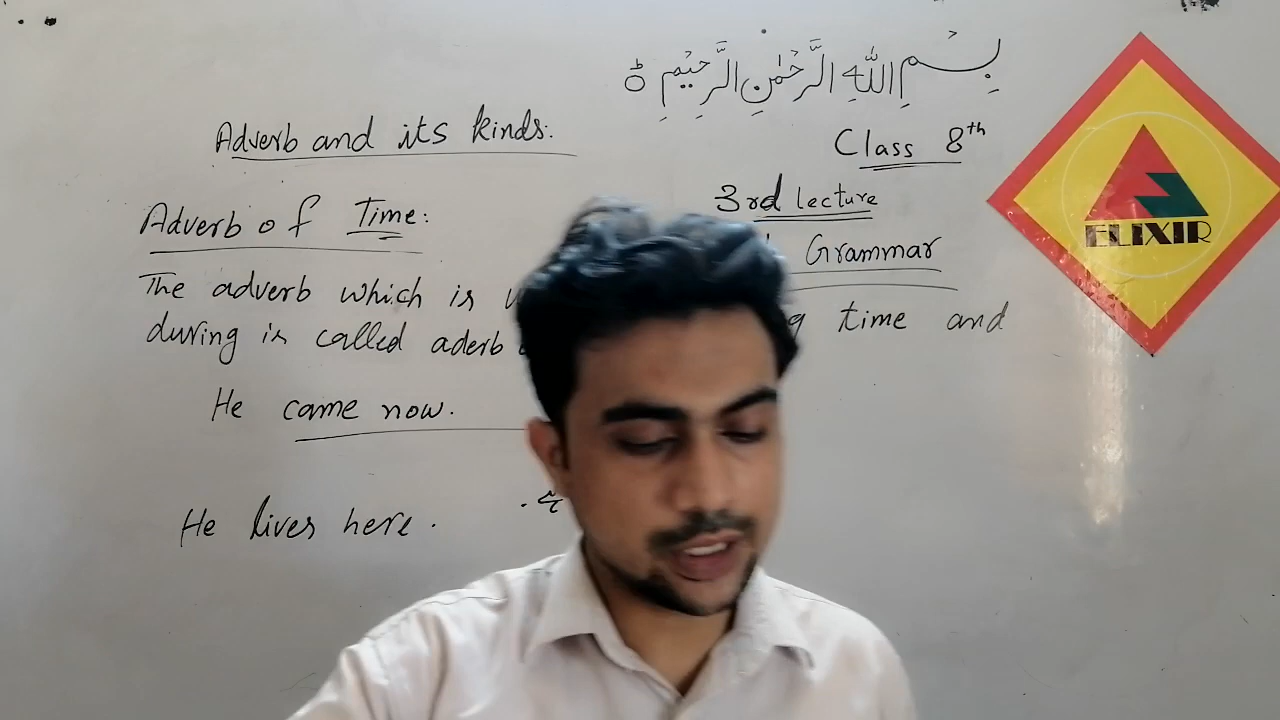 بِسْمِ اللّٰهِ الرَّحْمٰنِ الرَّحِيْمِ ط
Adverb and its kinds:
Class 8th
3rd lecture
Grammar
Adverb of Time:
The adverb which is
time and
during is called aderb
He came now.
He lives here.
ELIXIR